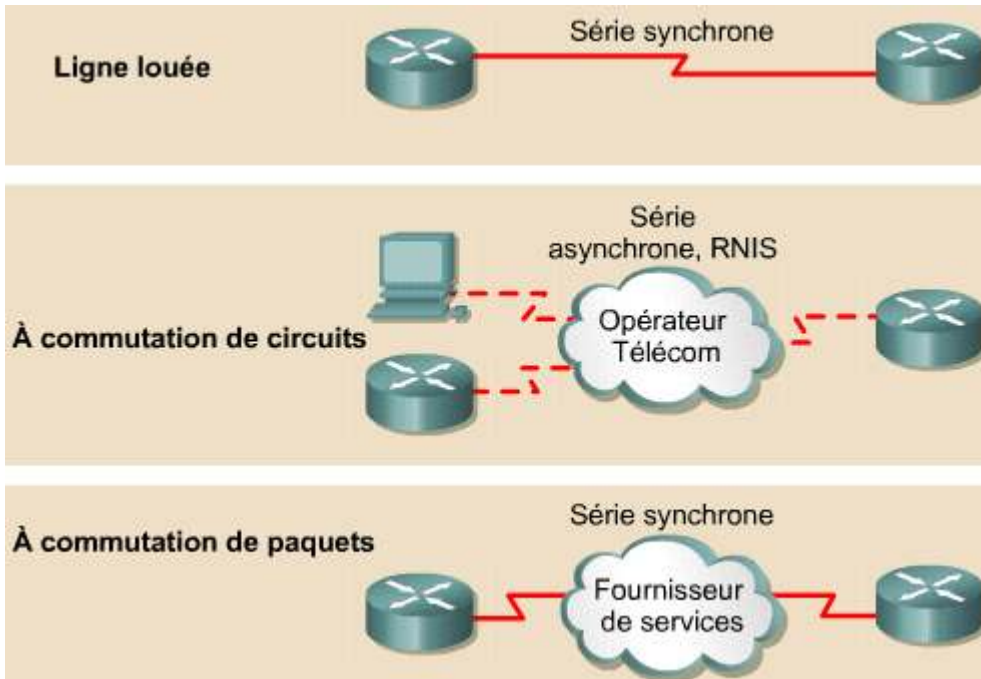 Ligne louée
Série synchrone
À commutation de circuits
Série
asynchrone, RNIS
Opérateur
Télécom
À commutation de paquets
Série synchrone
Fournisseur
de services